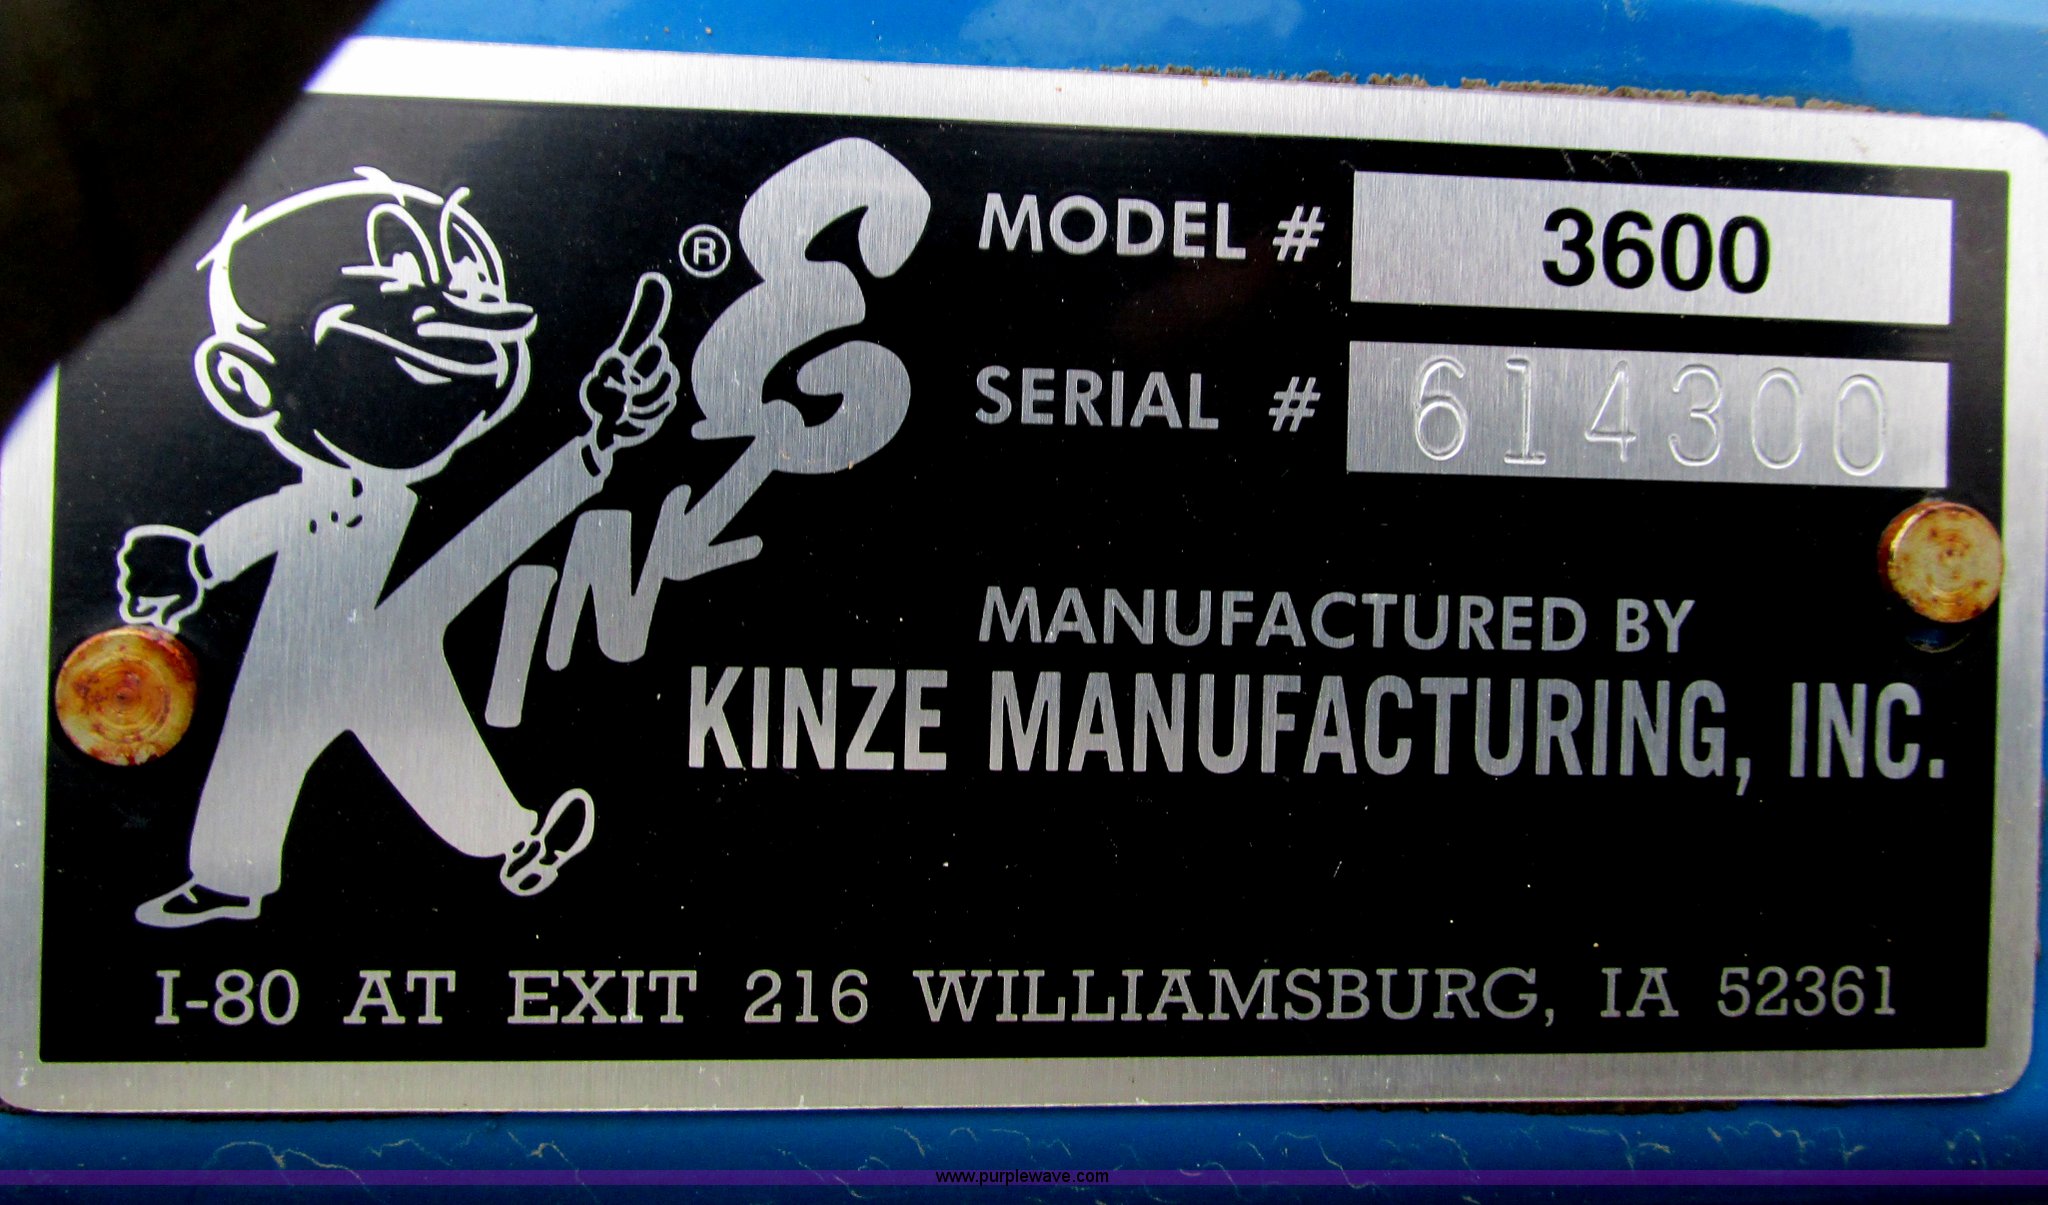 KINZE ®
MODEL # 3600
SERIAL # 614300
MANUFACTURED BY
KINZE MANUFACTURING, INC.
I-80 AT EXIT 216 WILLIAMSBURG, IA 52361
www.purplewave.com